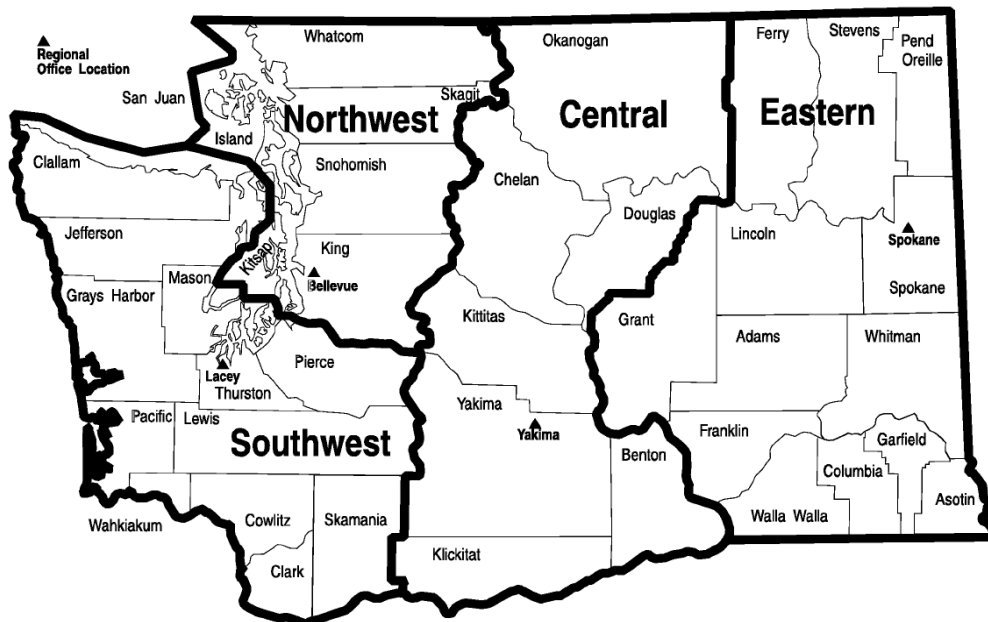 ▲
Regional
Office Location
Whatcom
Okanogan
Ferry
Stevens
Pend
Oreille
San Juan
Skagit
Northwest
Central
Eastern
Island
Clallam
Snohomish
Chelan
Douglas
Jefferson
King
Kitsap
Lincoln
▲
Spokane
Mason
▲
Bellevue
Spokane
Grays Harbor
Kittitas
Grant
Adams
Whitman
Pierce
▲
Lacey
Thurston
Yakima
▲
Yakima
Pacific
Lewis
Southwest
Franklin
Garfield
Benton
Columbia
Asotin
Wahkiakum
Cowlitz
Skamania
Walla Walla
Klickitat
Clark